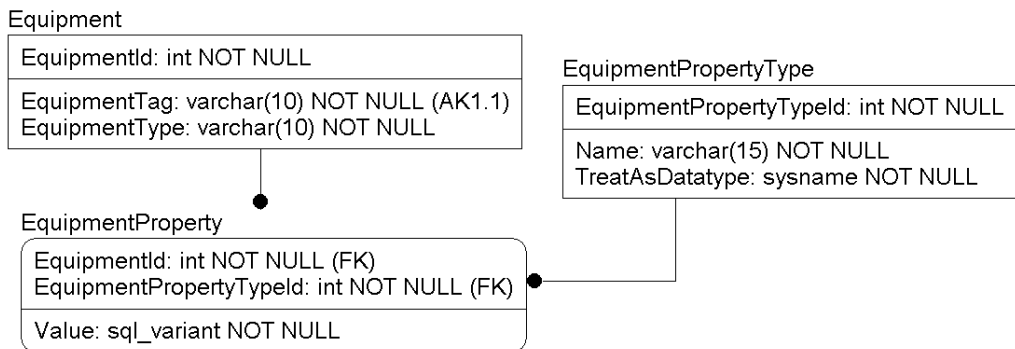 Equipment
EquipmentId: int NOT NULL
EquipmentTag: varchar(10) NOT NULL (AK1.1)
EquipmentType: varchar(10) NOT NULL
EquipmentPropertyType
EquipmentPropertyTypeId: int NOT NULL
Name: varchar(15) NOT NULL
TreatAsDatatype: sysname NOT NULL
EquipmentProperty
EquipmentId: int NOT NULL (FK)
EquipmentPropertyTypeId: int NOT NULL (FK)
Value: sql_variant NOT NULL